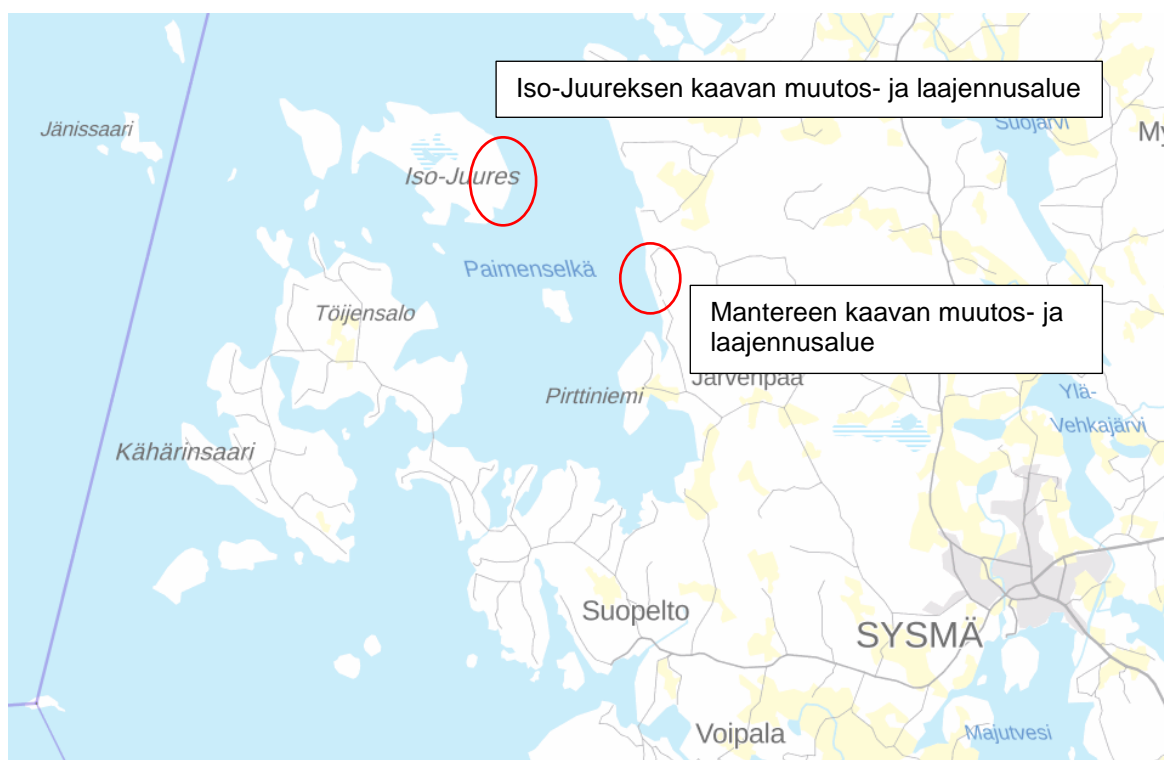 Iso-Juureksen kaavan muutos- ja laajennusalue
Jänissaari
Suojärvi
My
Iso-Juures
Paimenselkä
Töijensalo
Mantereen kaavan muutos- ja
laajennusalue
Järvenpää
Pirttiniemi
Ylä-
Vehkajärvi
Kähärinsaari
Suopelto
SYSMÄ
Voipala
Majutvesi